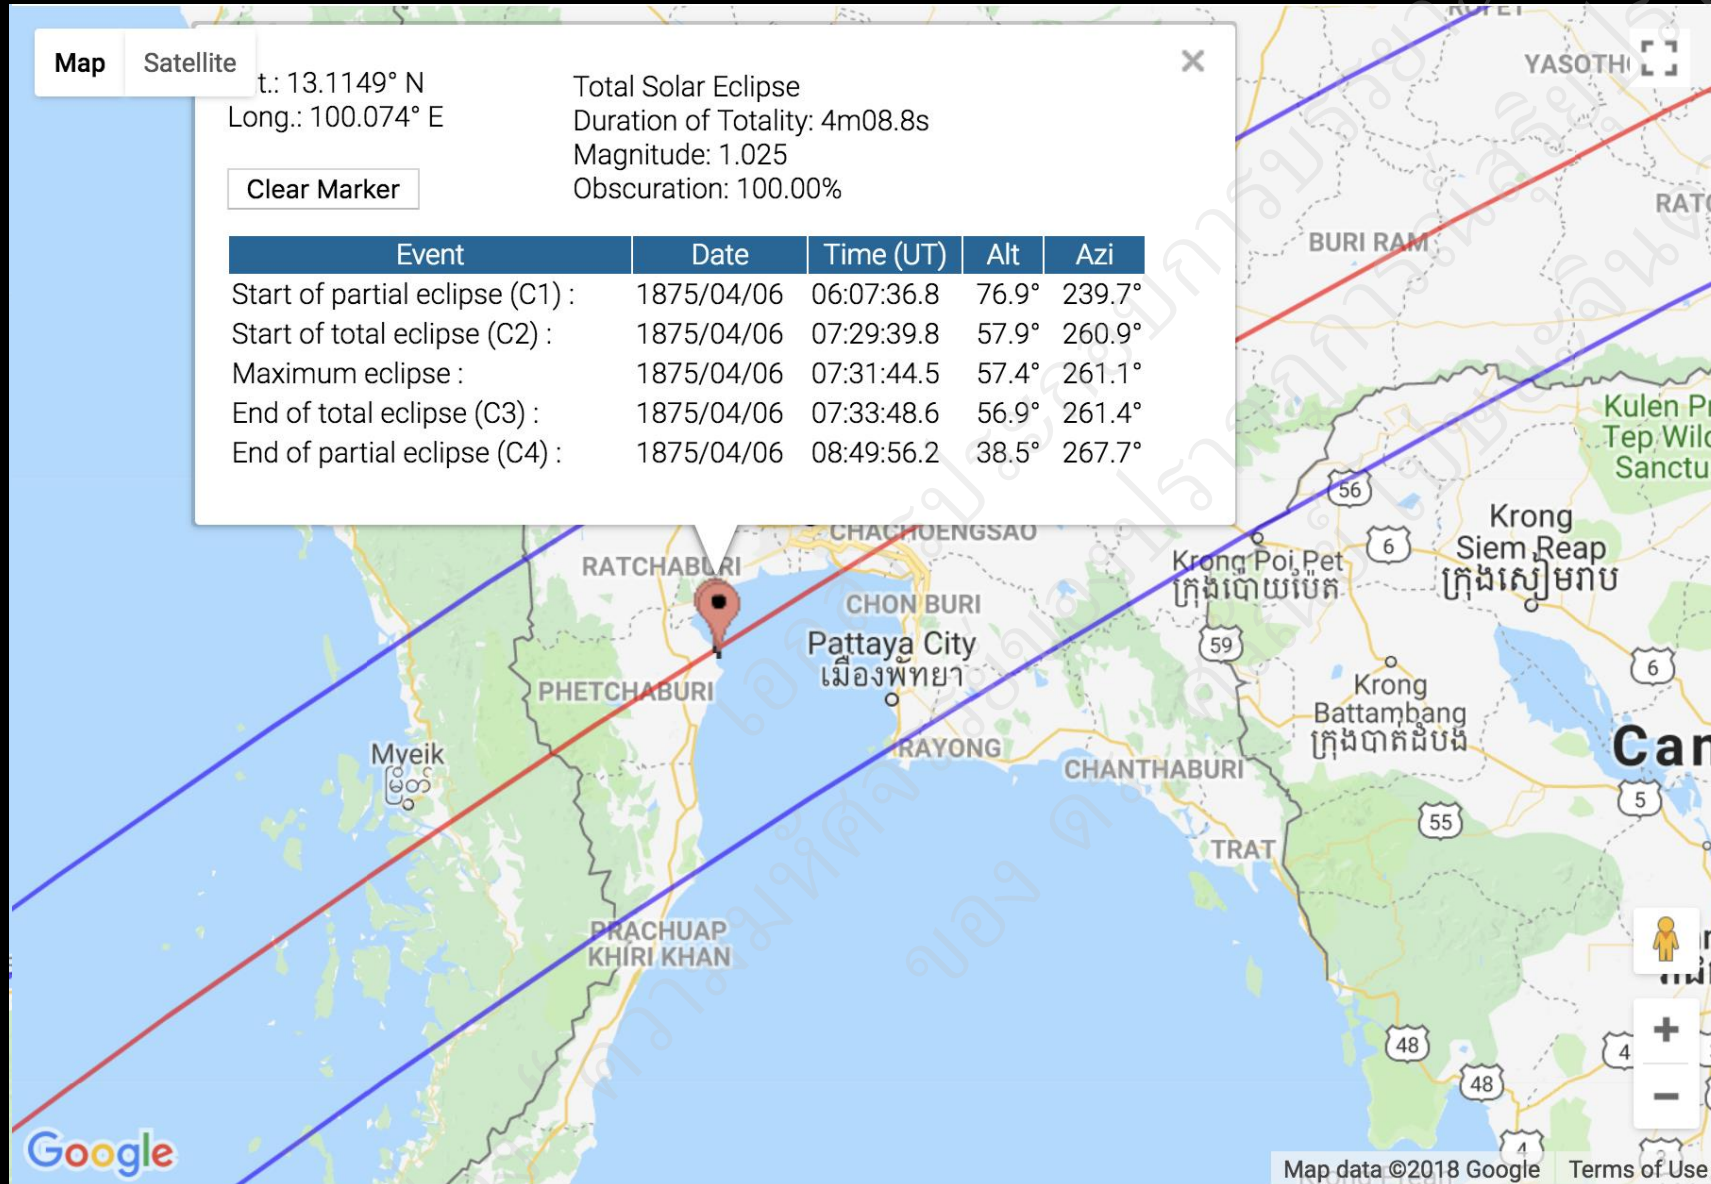 Map Satellite
t.: 13.1149° N
Long.: 100.074° E
Clear Marker
Total Solar Eclipse
Duration of Totality: 4m08.8s
Magnitude: 1.025
Obscuration: 100.00%
Event Date Time (UT) Alt Azi
Start of partial eclipse (C1) : 1875/04/06 06:07:36.8 76.9° 239.7°
Start of total eclipse (C2) : 1875/04/06 07:29:39.8 57.9° 260.9°
Maximum eclipse : 1875/04/06 07:31:44.5 57.4° 261.1°
End of total eclipse (C3) : 1875/04/06 07:33:48.6 56.9° 261.4°
End of partial eclipse (C4) : 1875/04/06 08:49:56.2 38.5° 267.7°
YASOTH
BURI RAM
Kulen P
Tep Wild
Sanctu
56
6
Krong
Siem Reap
ក្រុងសៀមរាប
CHACHOENGSAO
RATCHABURI
Krong Poi Pet
ក្រុងប៉ោយប៉ែត
CHON BURI
Pattaya City
เมืองพัทยา
59
6
PHETCHABURI
Krong
Battambang
ក្រុងបាត់ដំបង
Myeik
မြိတ်
RAYONG
CHANTHABURI
Can
5
55
TRAT
PRACHUAP
KHIRI KHAN
48
4
48
4
Google
Map data ©2018 Google Terms of Use